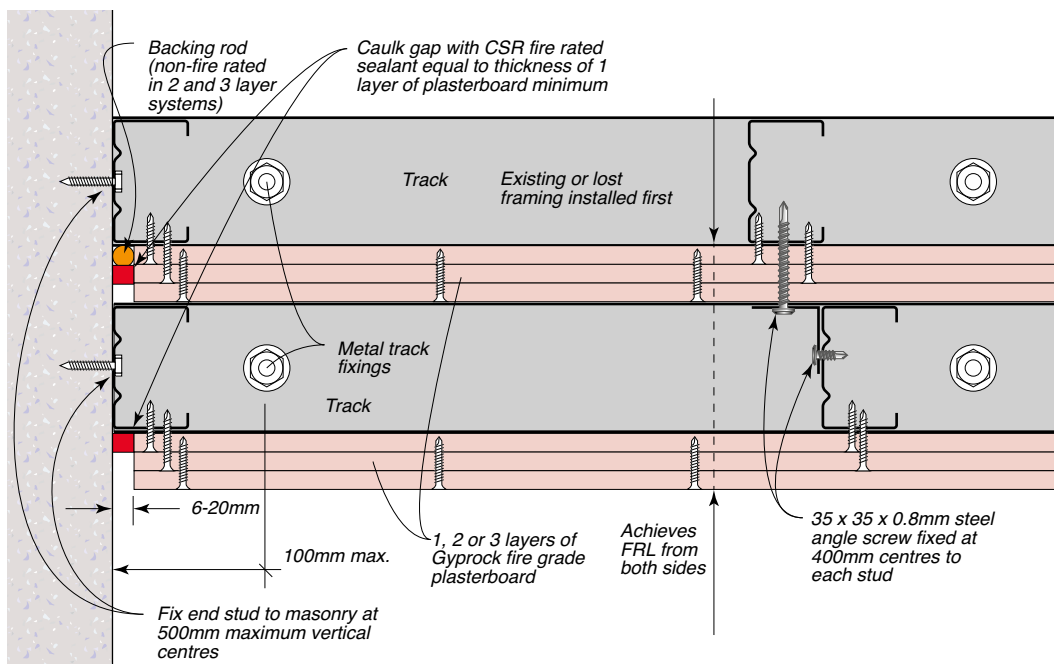 Backing rod
(non-fire rated
in 2 and 3 layer
systems)
Caulk gap with CSR fire rated
sealant equal to thickness of 1
layer of plasterboard minimum
Track
Existing or lost
framing installed first
Metal track
fixings
Track
6-20mm
100mm max.
1, 2 or 3 layers of
Gyprock fire grade
plasterboard
Achieves
FRL from
both sides
35 x 35 x 0.8mm steel
angle screw fixed at
400mm centres to
each stud
Fix end stud to masonry at
500mm maximum vertical
centres